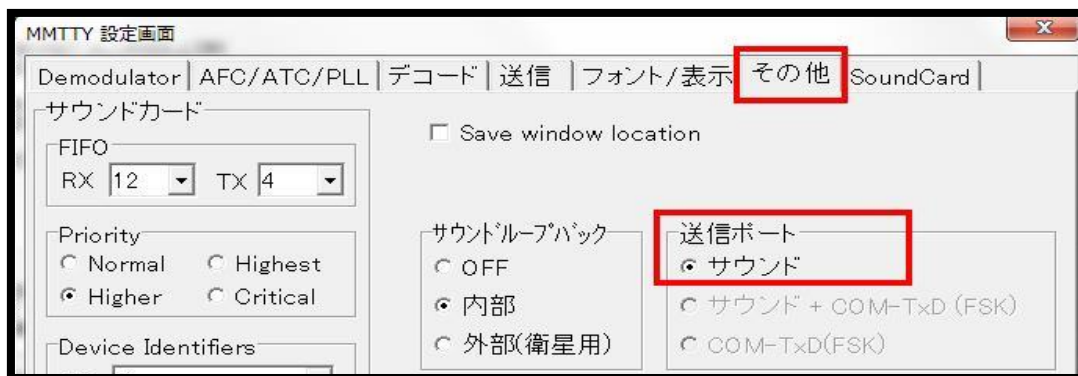 MMTTY 設定画面
Demodulator AFC/ATC/PLL デコード 送信 フォント/表示 その他 SoundCard
サウンドカード
FIFO
RX 12 TX 4
Save window location
Priority
Normal Highest
Higher Critical
サウンドループバック
OFF
内部
外部(衛星用)
送信ポート
サウンド
サウンド + COM-TxD (FSK)
COM-TxD(FSK)
Device Identifiers